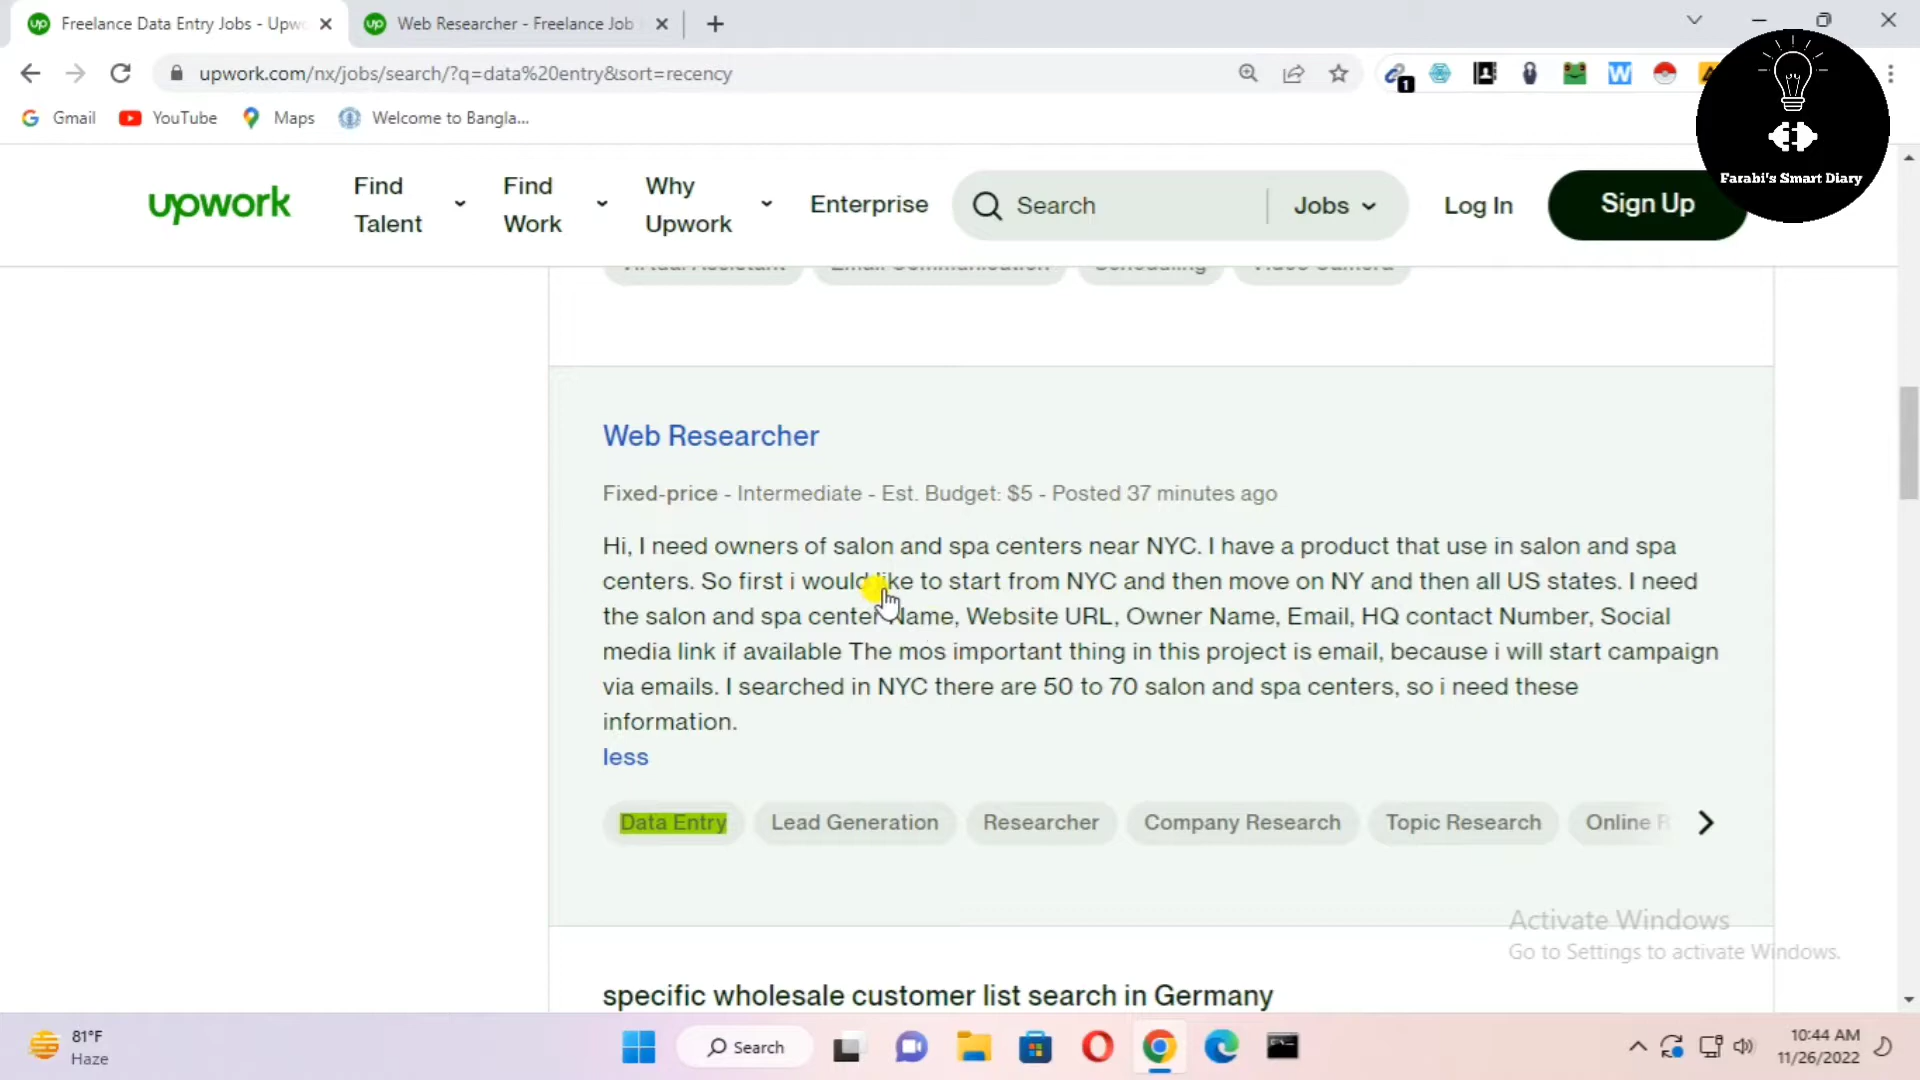 Freelance Data Entry Jobs - Upw
Web Researcher - Freelance Job
upwork.com/nx/jobs/search/?q=data%20entry&sort=recency
1
Gmail
YouTube
Maps
Welcome to Bangla...
Farabi's Smart Diary
upwork
Find Talent
Find Work
Why Upwork
Enterprise
Search
Jobs
Log In
Sign Up
Virtual Assistant
Email Communication
Scheduling
Video Camera
Web Researcher
Fixed-price - Intermediate - Est. Budget: $5 - Posted 37 minutes ago
Hi, I need owners of salon and spa centers near NYC. I have a product that use in salon and spa
centers. So first i would like to start from NYC and then move on NY and then all US states. I need
the salon and spa center Name, Website URL, Owner Name, Email, HQ contact Number, Social
media link if available The mos important thing in this project is email, because i will start campaign
via emails. I searched in NYC there are 50 to 70 salon and spa centers, so i need these
information.
less
Data Entry
Lead Generation
Researcher
Company Research
Topic Research
Online R
Activate Windows
Go to Settings to activate Windows.
specific wholesale customer list search in Germany
81°F
Haze
Search
10:44 AM
11/26/2022